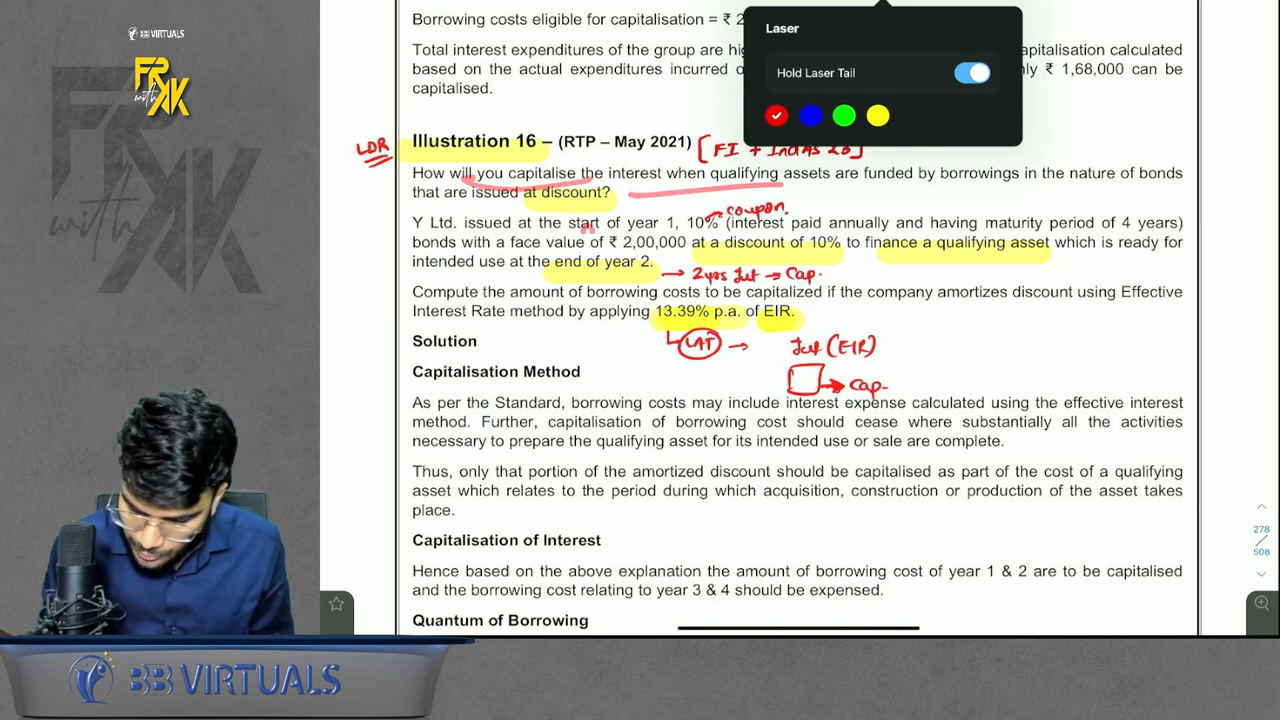 BB VIRTUALS
FR
with AK
FR
with
AK
Borrowing costs eligible for capitalisation = ₹ 2
Total interest expenditures of the group are apitalisation calculated
based on the actual expenditures incurred nly ₹ 1,68,000 can be
capitalised.
Laser
Hold Laser Tail
LDR Illustration 16 – (RTP – May 2021) [FI + IndAS 23]
How will you capitalise the interest when qualifying assets are funded by borrowings in the nature of bonds
that are issued at discount?
coupon.
Y Ltd. issued at the start of year 1, 10% (interest paid annually and having maturity period of 4 years)
bonds with a face value of ₹ 2,00,000 at a discount of 10% to finance a qualifying asset which is ready for
intended use at the end of year 2. → 2yrs Int → Cap.
Compute the amount of borrowing costs to be capitalized if the company amortizes discount using Effective
Interest Rate method by applying 13.39% p.a. of EIR.
Solution → Int (EIR)
Capitalisation Method → Cap-
As per the Standard, borrowing costs may include interest expense calculated using the effective interest
method. Further, capitalisation of borrowing cost should cease where substantially all the activities
necessary to prepare the qualifying asset for its intended use or sale are complete.
Thus, only that portion of the amortized discount should be capitalised as part of the cost of a qualifying
asset which relates to the period during which acquisition, construction or production of the asset takes
place.
Capitalisation of Interest
Hence based on the above explanation the amount of borrowing cost of year 1 & 2 are to be capitalised
and the borrowing cost relating to year 3 & 4 should be expensed.
Quantum of Borrowing
278
508
BB VIRTUALS